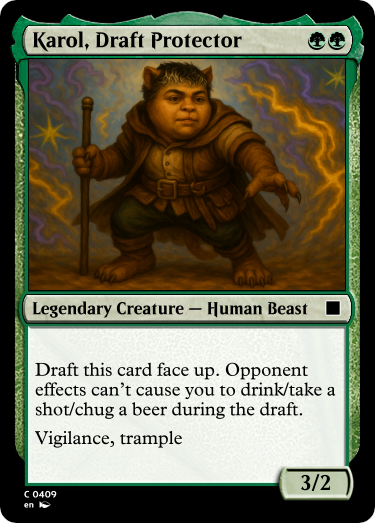 Karol, Draft Protector
Legendary Creature — Human Beast
Draft this card face up. Opponent
effects can't cause you to drink/take a
shot/chug a beer during the draft.
Vigilance, trample
3/2
C 0409
en